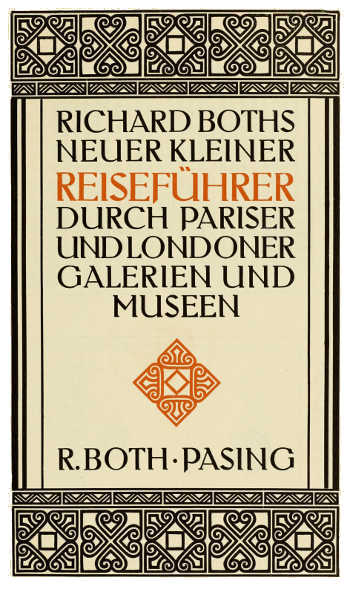 RICHARD BOTHS
NEUER KLEINER
REISEFÜHRER
DURCH PARISER
UND LONDONER
GALERIEN UND
MUSEEN
R. BOTH · PASING